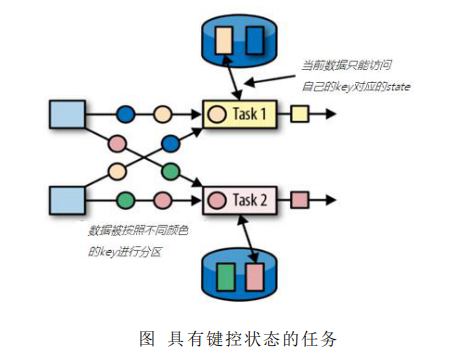 当前数据只能访问
自己的key对应的state
Task 1
Task 2
数据被按照不同颜色
的key进行分区
图 具有键控状态的任务